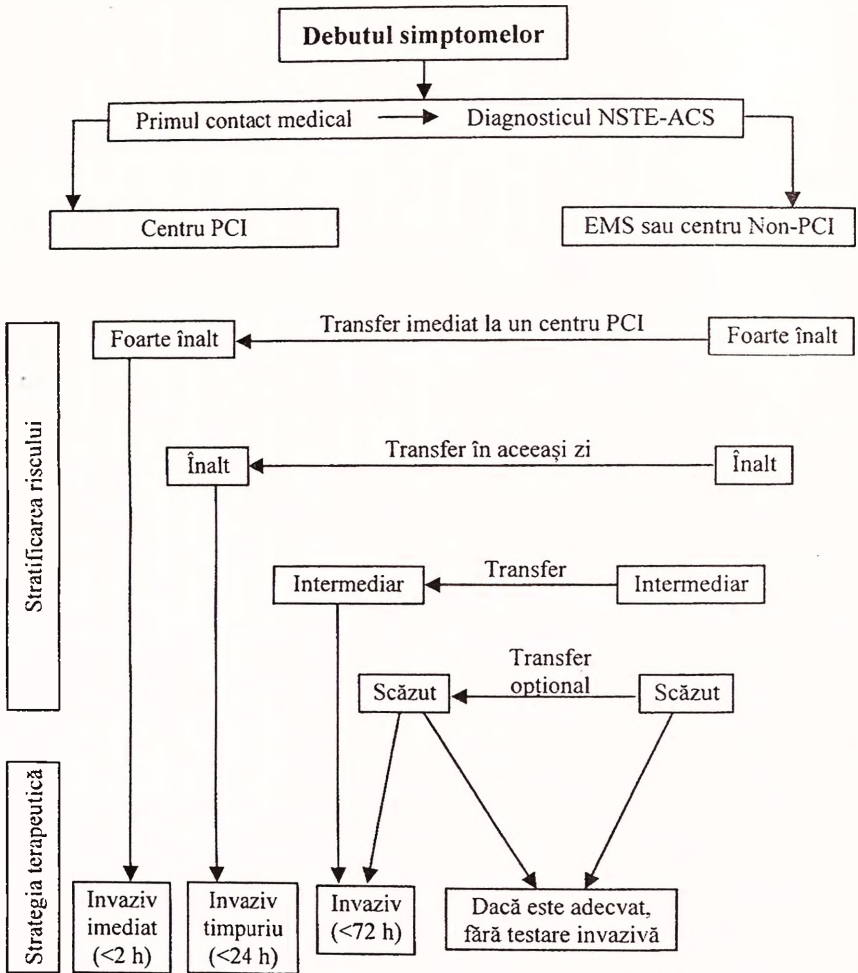 Debutul simptomelor
Primul contact medical
Diagnosticul NSTE-ACS
Centru PCI
EMS sau centru Non-PCI
Stratificarea riscului
Foarte înalt
Transfer imediat la un centru PCI
Foarte înalt
Înalt
Transfer în aceeași zi
Înalt
Intermediar
Transfer
Intermediar
Scăzut
Transfer
opțional
Scăzut
Strategia terapeutică
Invaziv
imediat
(<2 h)
Invaziv
timpuriu
(<24 h)
Invaziv
(<72 h)
Dacă este adecvat,
fără testare invazivă